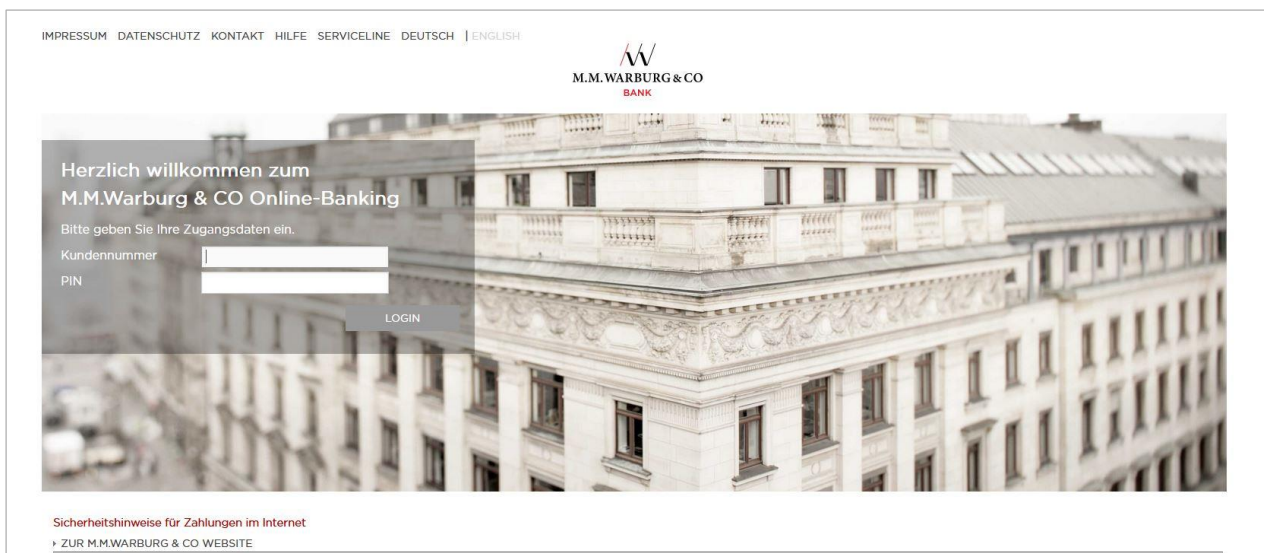 IMPRESSUM DATENSCHUTZ KONTAKT HILFE SERVICELINE DEUTSCH | ENGLISH
M.M.WARBURG & CO
BANK
Herzlich willkommen zum
M.M.Warburg & CO Online-Banking
Bitte geben Sie Ihre Zugangsdaten ein.
Kundennummer
PIN
LOGIN
Sicherheitshinweise für Zahlungen im Internet
ZUR M.M.WARBURG & CO WEBSITE